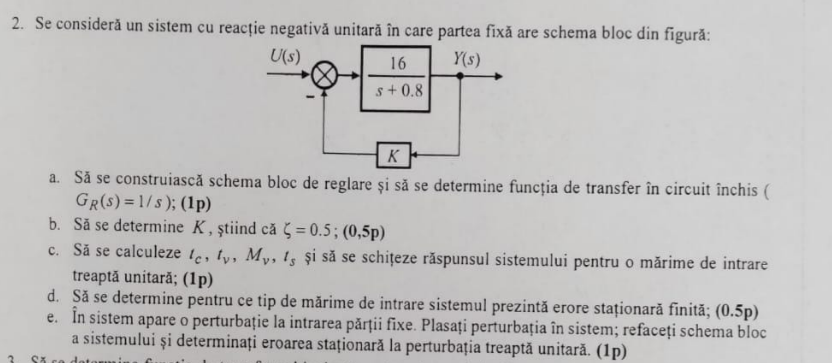 2. Se consideră un sistem cu reacție negativă unitară în care partea fixă are schema bloc din figură:
U(s)
16
s + 0.8
Y(s)
-
K
a. Să se construiască schema bloc de reglare și să se determine funcția de transfer în circuit închis (
G_R(s) = 1/s ); (1p)
b. Să se determine K, știind că ζ = 0.5; (0,5p)
c. Să se calculeze t_c, t_v, M_v, t_s și să se schițeze răspunsul sistemului pentru o mărime de intrare
treaptă unitară; (1p)
d. Să se determine pentru ce tip de mărime de intrare sistemul prezintă erore staționară finită; (0.5p)
e. În sistem apare o perturbație la intrarea părții fixe. Plasați perturbația în sistem; refaceți schema bloc
a sistemului și determinați eroarea staționară la perturbația treaptă unitară. (1p)